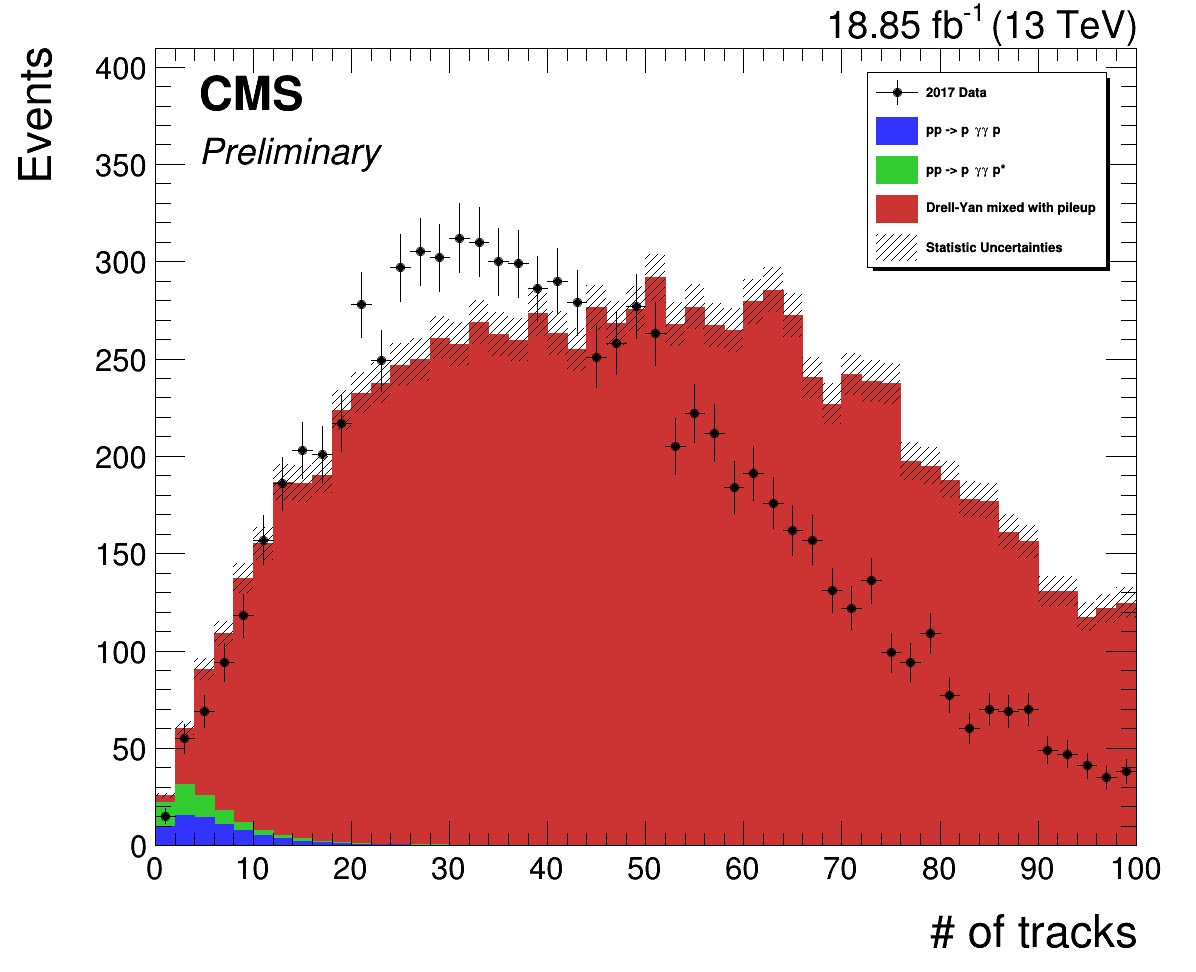 18.85 fb⁻¹ (13 TeV)
Events
CMS
Preliminary
2017 Data
pp -> p γγ p
pp -> p γγ p*
Drell-Yan mixed with pileup
Statistic Uncertainties
400
350
300
250
200
150
100
50
0
0 10 20 30 40 50 60 70 80 90 100
# of tracks